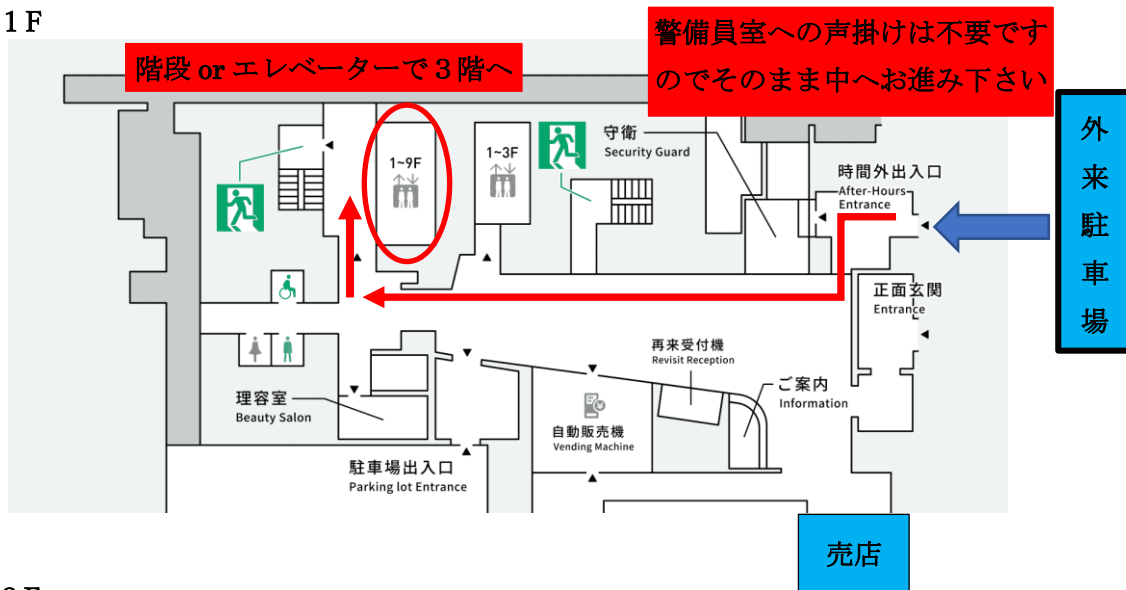 1F
階段 or エレベーターで３階へ
警備員室への声掛けは不要です
のでそのまま中へお進み下さい
外来駐車場
1~9F
1~3F
守衛
Security Guard
時間外出入口
After-Hours
Entrance
正面玄関
Entrance
再来受付機
Revisit Reception
ご案内
Information
理容室
Beauty Salon
自動販売機
Vending Machine
駐車場出入口
Parking lot Entrance
売店